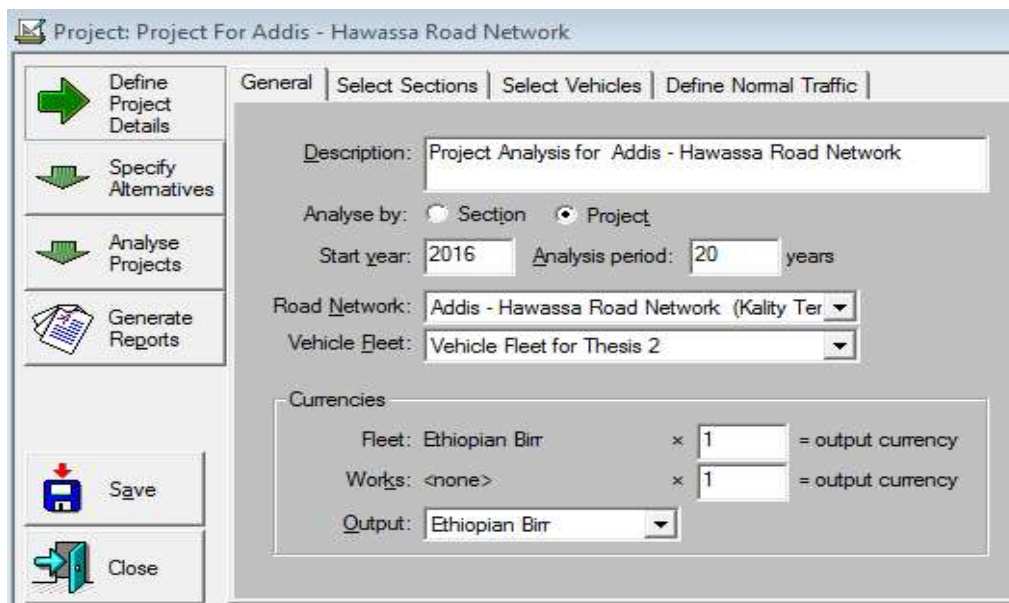 Project: Project For Addis - Hawassa Road Network
Define Project Details
Specify Alternatives
Analyse Projects
Generate Reports
Save
Close
General
Select Sections
Select Vehicles
Define Normal Traffic
Description: Project Analysis for Addis - Hawassa Road Network
Analyse by: Section Project
Start year: 2016 Analysis period: 20 years
Road Network: Addis - Hawassa Road Network (Kality Ter
Vehicle Fleet: Vehicle Fleet for Thesis 2
Currencies
Fleet: Ethiopian Birr × 1 = output currency
Works: <none> × 1 = output currency
Output: Ethiopian Birr